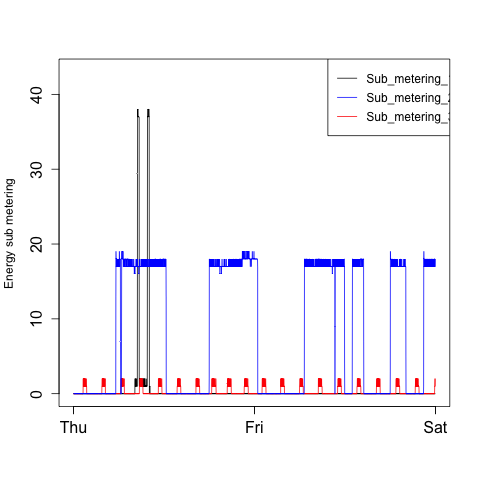 Sub_metering_
Sub_metering_2
Sub_metering_3
Energy sub metering
40
30
20
10
0
Thu Fri Sat